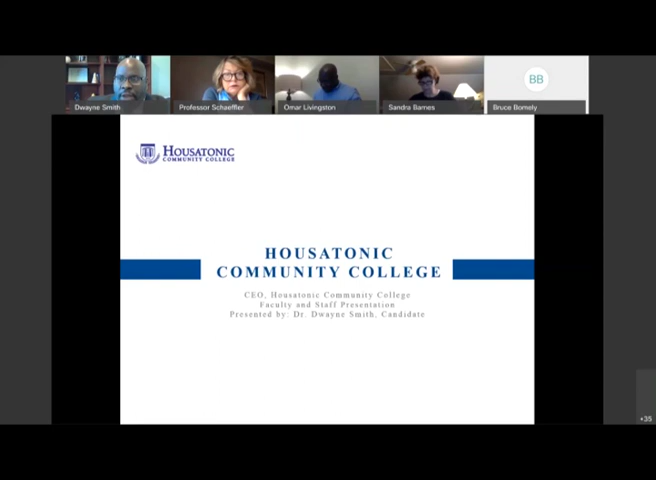 BB
Dwayne Smith
Professor Schaeffler
Omar Livingston
Sandra Barnes
Bruce Bomely
HOUSATONIC
COMMUNITY COLLEGE
HOUSATONIC
COMMUNITY COLLEGE
CEO, Housatonic Community College
Faculty and Staff Presentation
Presented by: Dr. Dwayne Smith, Candidate
+35